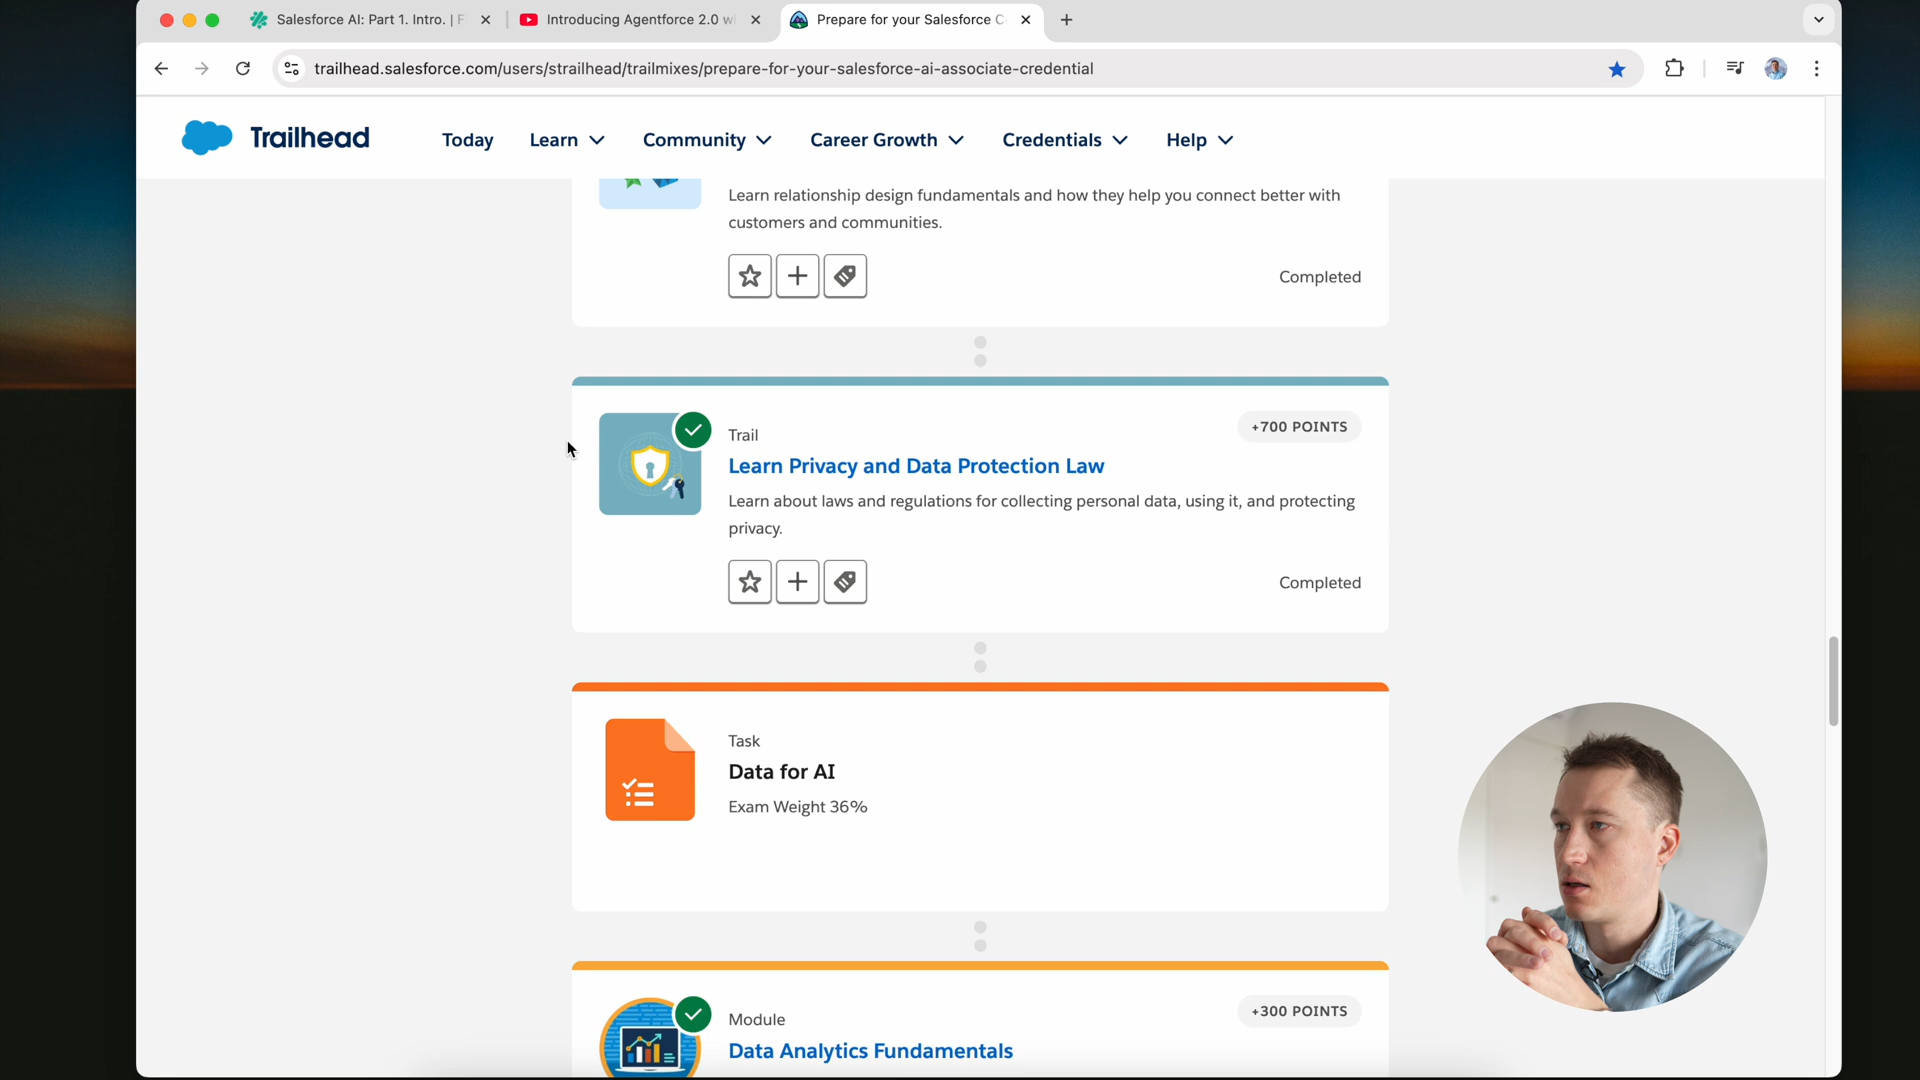 Salesforce AI: Part 1. Intro. |
Introducing Agentforce 2.0
Prepare for your Salesforce
trailhead.salesforce.com/users/strailhead/trailmixes/prepare-for-your-salesforce-ai-associate-credential
Trailhead
Today
Learn
Community
Career Growth
Credentials
Help
Learn relationship design fundamentals and how they help you connect better with
customers and communities.
Completed
Trail
+700 POINTS
Learn Privacy and Data Protection Law
Learn about laws and regulations for collecting personal data, using it, and protecting
privacy.
Completed
Task
Data for AI
Exam Weight 36%
Module
+300 POINTS
Data Analytics Fundamentals